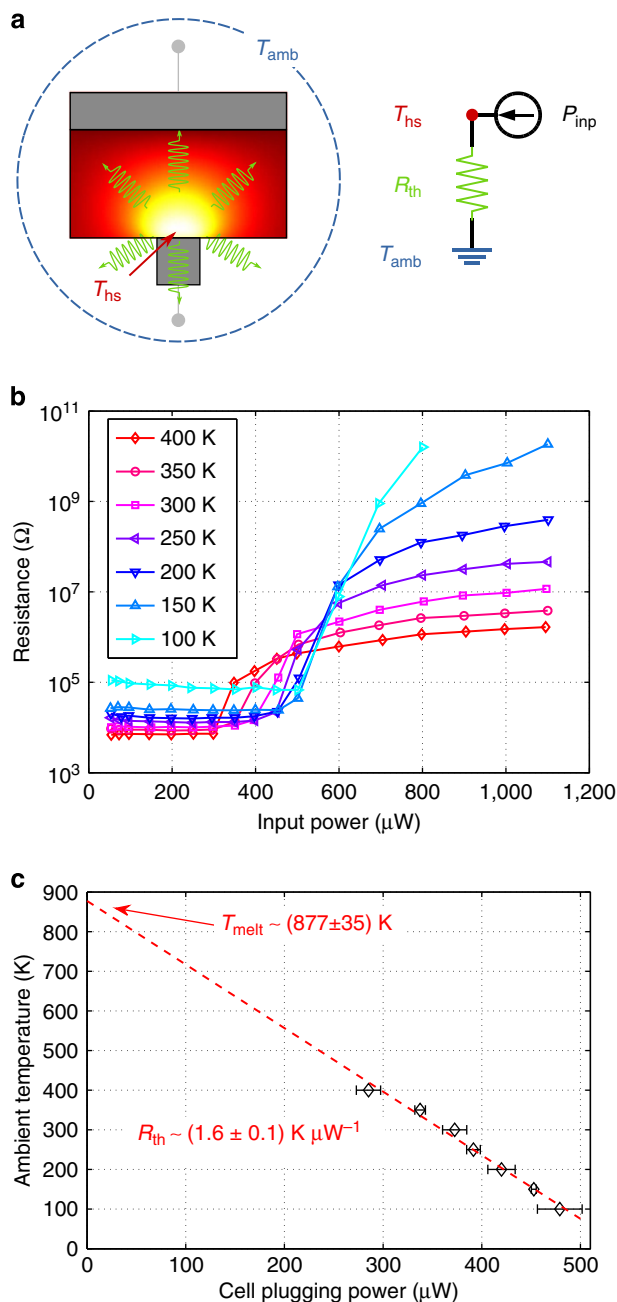 a
T_amb
T_hs
T_hs
P_inp
R_th
T_amb
b
10^11
10^9
10^7
10^5
10^3
Resistance (Ω)
400 K
350 K
300 K
250 K
200 K
150 K
100 K
0 200 400 600 800 1,000 1,200
Input power (μW)
c
900
800
700
600
500
400
300
200
100
0
Ambient temperature (K)
T_melt ~ (877±35) K
R_th ~ (1.6 ± 0.1) K μW⁻¹
0 100 200 300 400 500
Cell plugging power (μW)